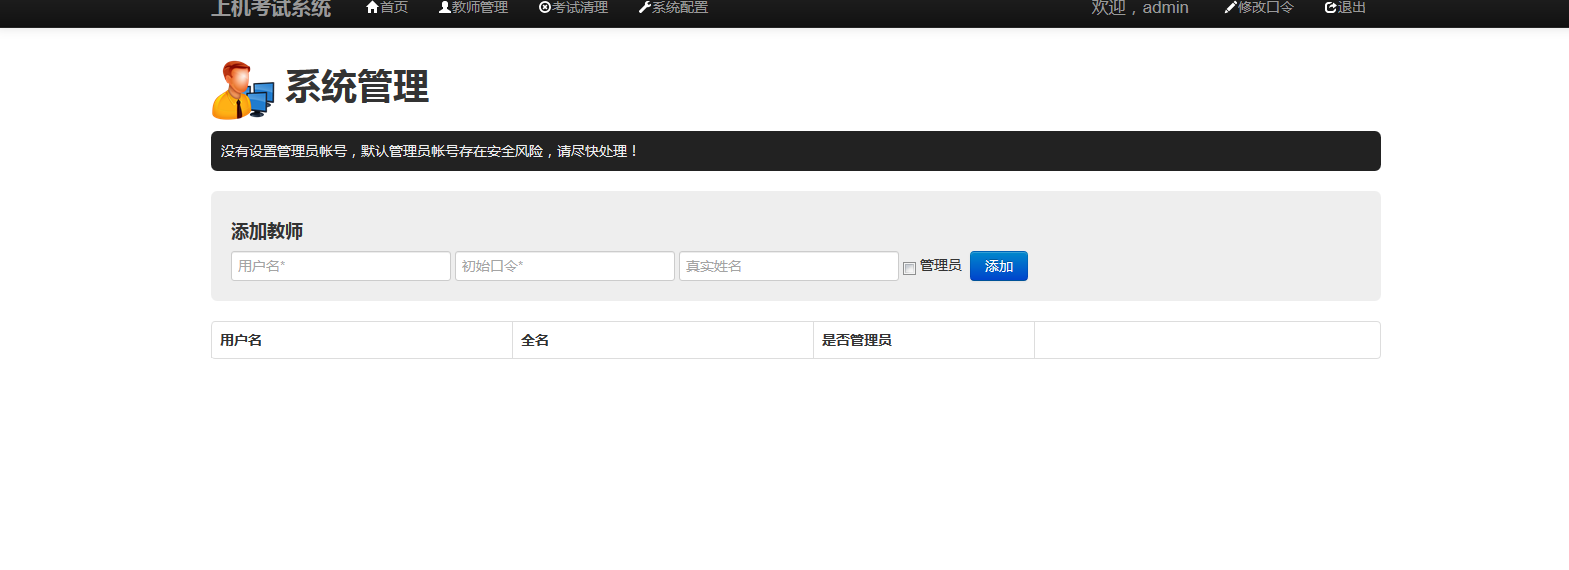 上机考试系统 首页 教师管理 考试清理 系统配置 欢迎，admin 修改口令 退出
系统管理
没有设置管理员帐号，默认管理员帐号存在安全风险，请尽快处理！
添加教师
用户名* 初始口令* 真实姓名 管理员 添加
用户名 全名 是否管理员